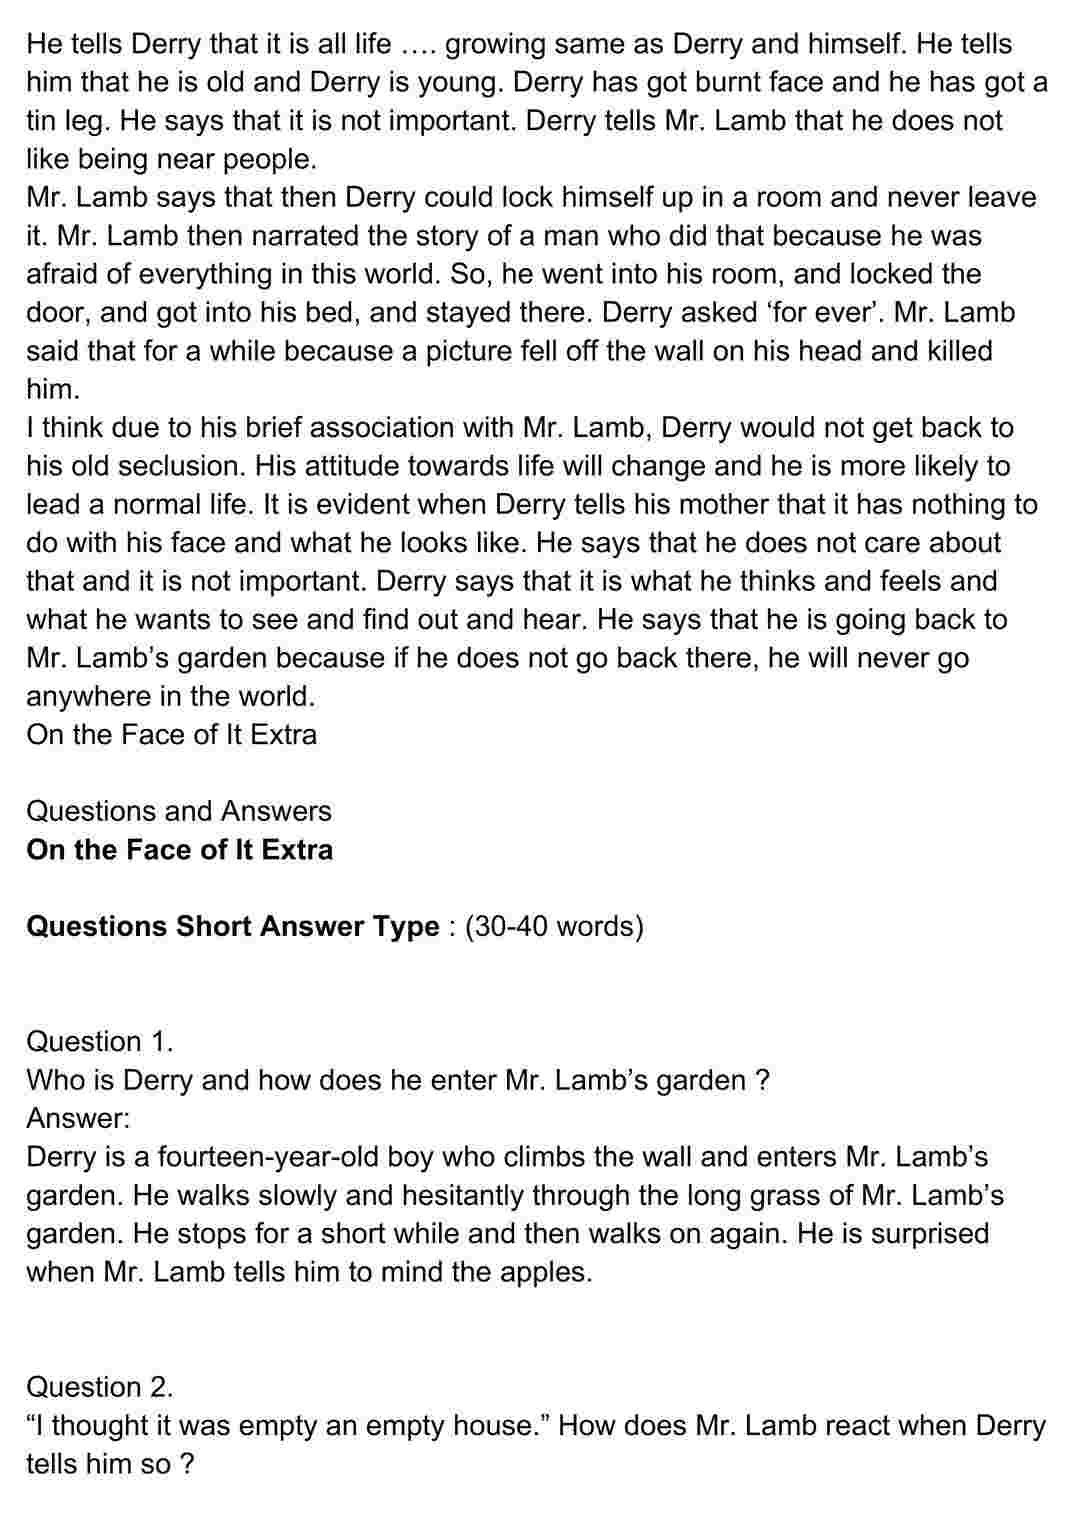 He tells Derry that it is all life …. growing same as Derry and himself. He tells
him that he is old and Derry is young. Derry has got burnt face and he has got a
tin leg. He says that it is not important. Derry tells Mr. Lamb that he does not
like being near people.
Mr. Lamb says that then Derry could lock himself up in a room and never leave
it. Mr. Lamb then narrated the story of a man who did that because he was
afraid of everything in this world. So, he went into his room, and locked the
door, and got into his bed, and stayed there. Derry asked ‘for ever’. Mr. Lamb
said that for a while because a picture fell off the wall on his head and killed
him.
I think due to his brief association with Mr. Lamb, Derry would not get back to
his old seclusion. His attitude towards life will change and he is more likely to
lead a normal life. It is evident when Derry tells his mother that it has nothing to
do with his face and what he looks like. He says that he does not care about
that and it is not important. Derry says that it is what he thinks and feels and
what he wants to see and find out and hear. He says that he is going back to
Mr. Lamb’s garden because if he does not go back there, he will never go
anywhere in the world.
On the Face of It Extra
Questions and Answers
On the Face of It Extra
Questions Short Answer Type : (30-40 words)
Question 1.
Who is Derry and how does he enter Mr. Lamb’s garden ?
Answer:
Derry is a fourteen-year-old boy who climbs the wall and enters Mr. Lamb’s
garden. He walks slowly and hesitantly through the long grass of Mr. Lamb’s
garden. He stops for a short while and then walks on again. He is surprised
when Mr. Lamb tells him to mind the apples.
Question 2.
“I thought it was empty an empty house.” How does Mr. Lamb react when Derry
tells him so ?